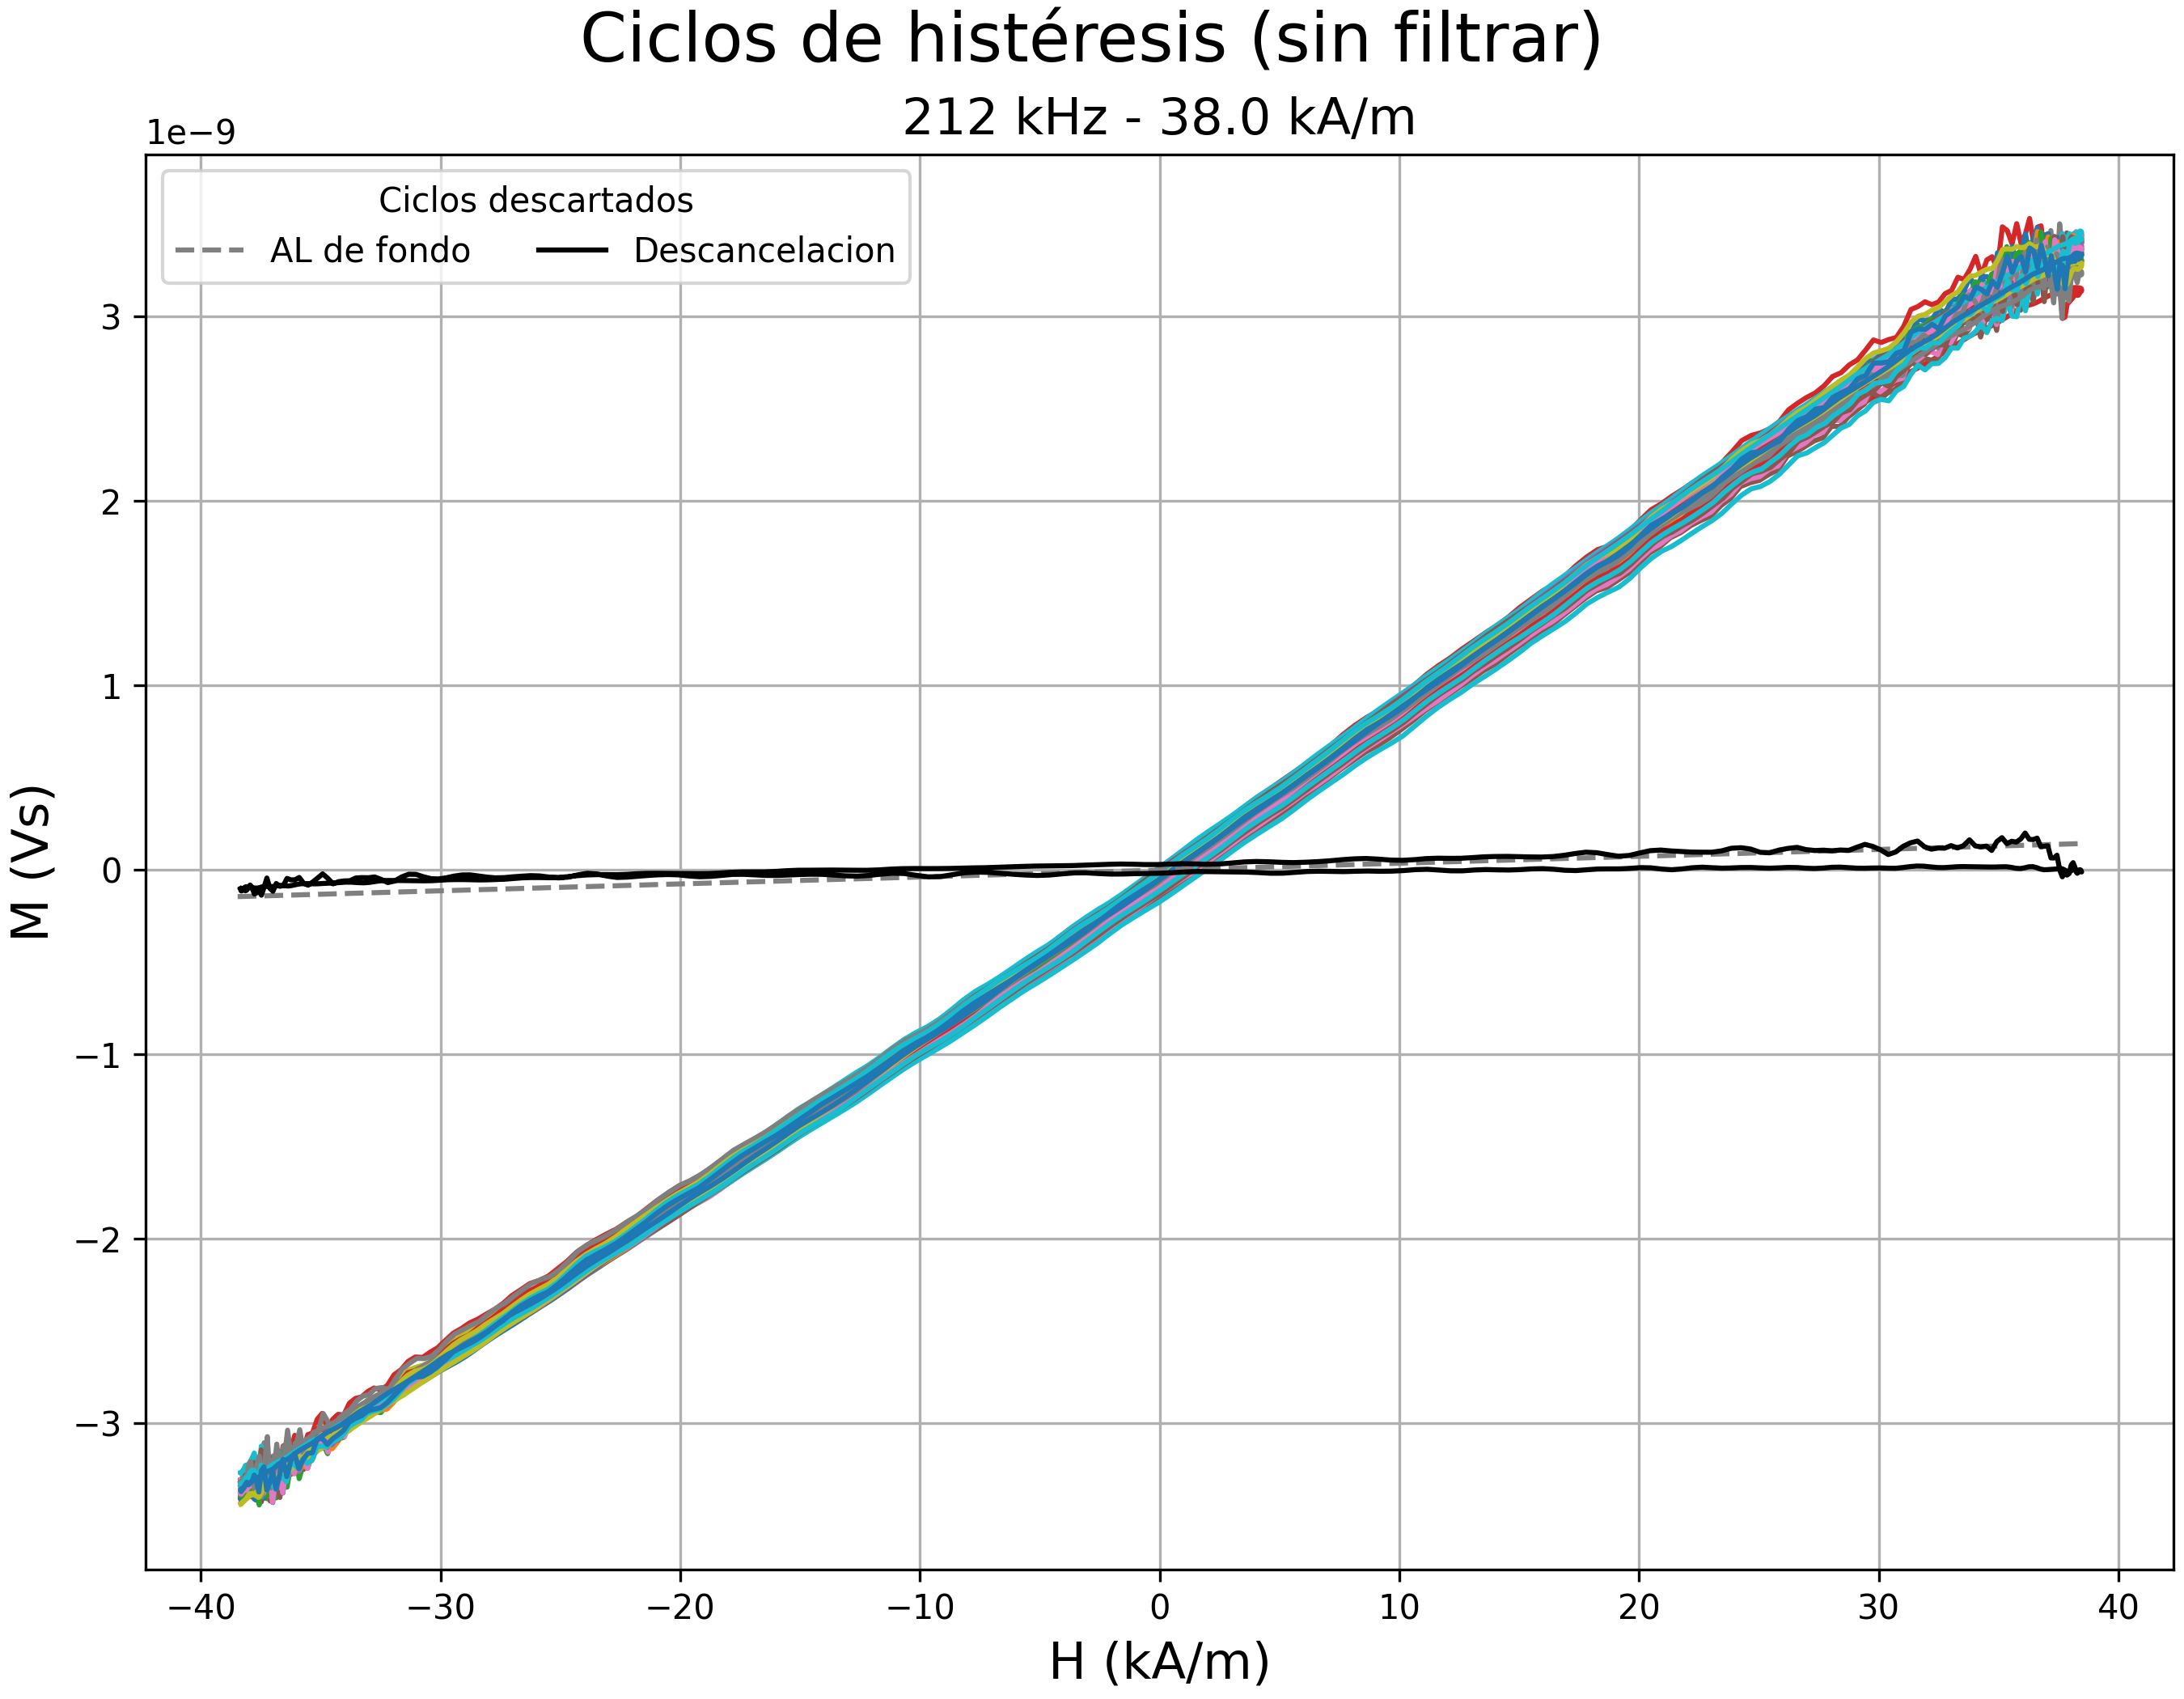 Ciclos de histéresis (sin filtrar)
212 kHz - 38.0 kA/m
1e−9
Ciclos descartados
AL de fondo Descancelacion
3
2
1
0
−1
−2
−3
M (Vs)
−40 −30 −20 −10 0 10 20 30 40
H (kA/m)